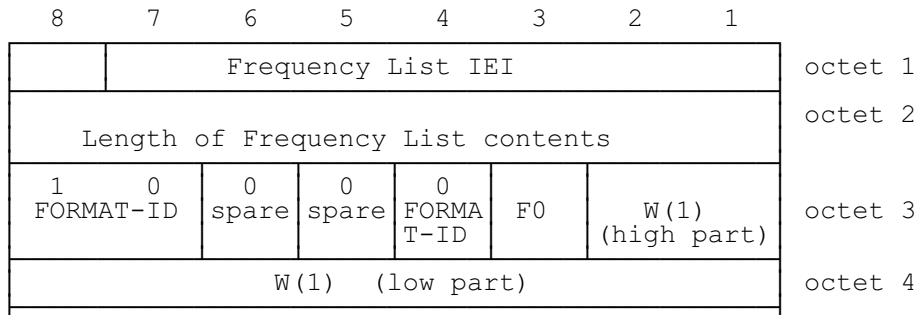 8 7 6 5 4 3 2 1
Frequency List IEI octet 1
octet 2
Length of Frequency List contents
1 0 0 0 0
FORMAT-ID spare spare FORMA F0 W(1) octet 3
T-ID (high part)
W(1) (low part) octet 4